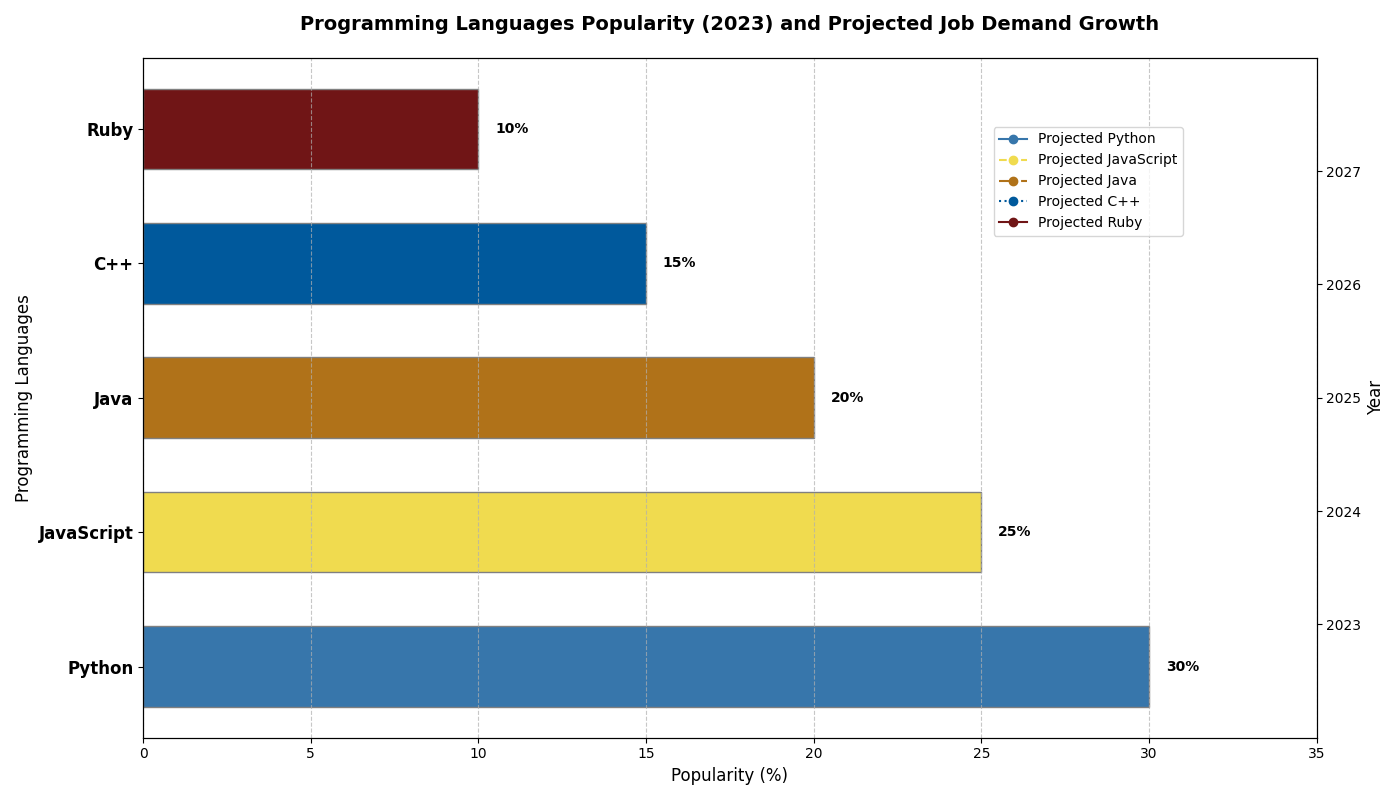 Programming Languages Popularity (2023) and Projected Job Demand Growth
Ruby
10%
C++
15%
Java
20%
JavaScript
25%
Python
30%
Programming Languages
Projected Python
Projected JavaScript
Projected Java
Projected C++
Projected Ruby
2027
2026
2025
2024
2023
Year
0 5 10 15 20 25 30 35
Popularity (%)